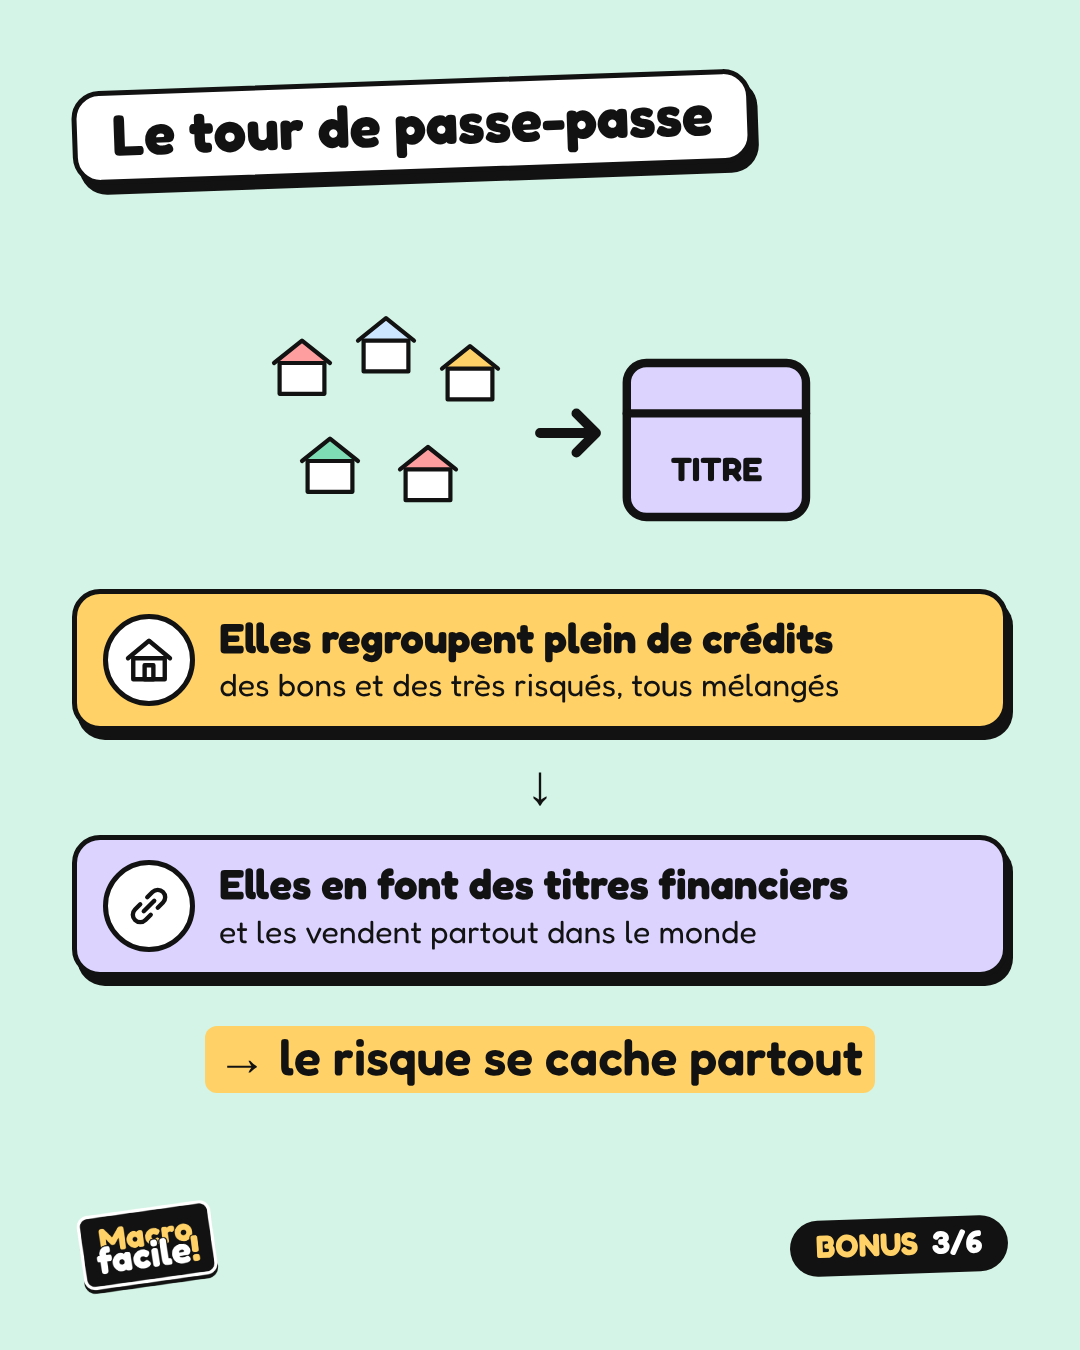 Le tour de passe-passe
TITRE
Elles regroupent plein de crédits
des bons et des très risqués, tous mélangés
↓
Elles en font des titres financiers
et les vendent partout dans le monde
→ le risque se cache partout
Macro
facile!
BONUS 3/6